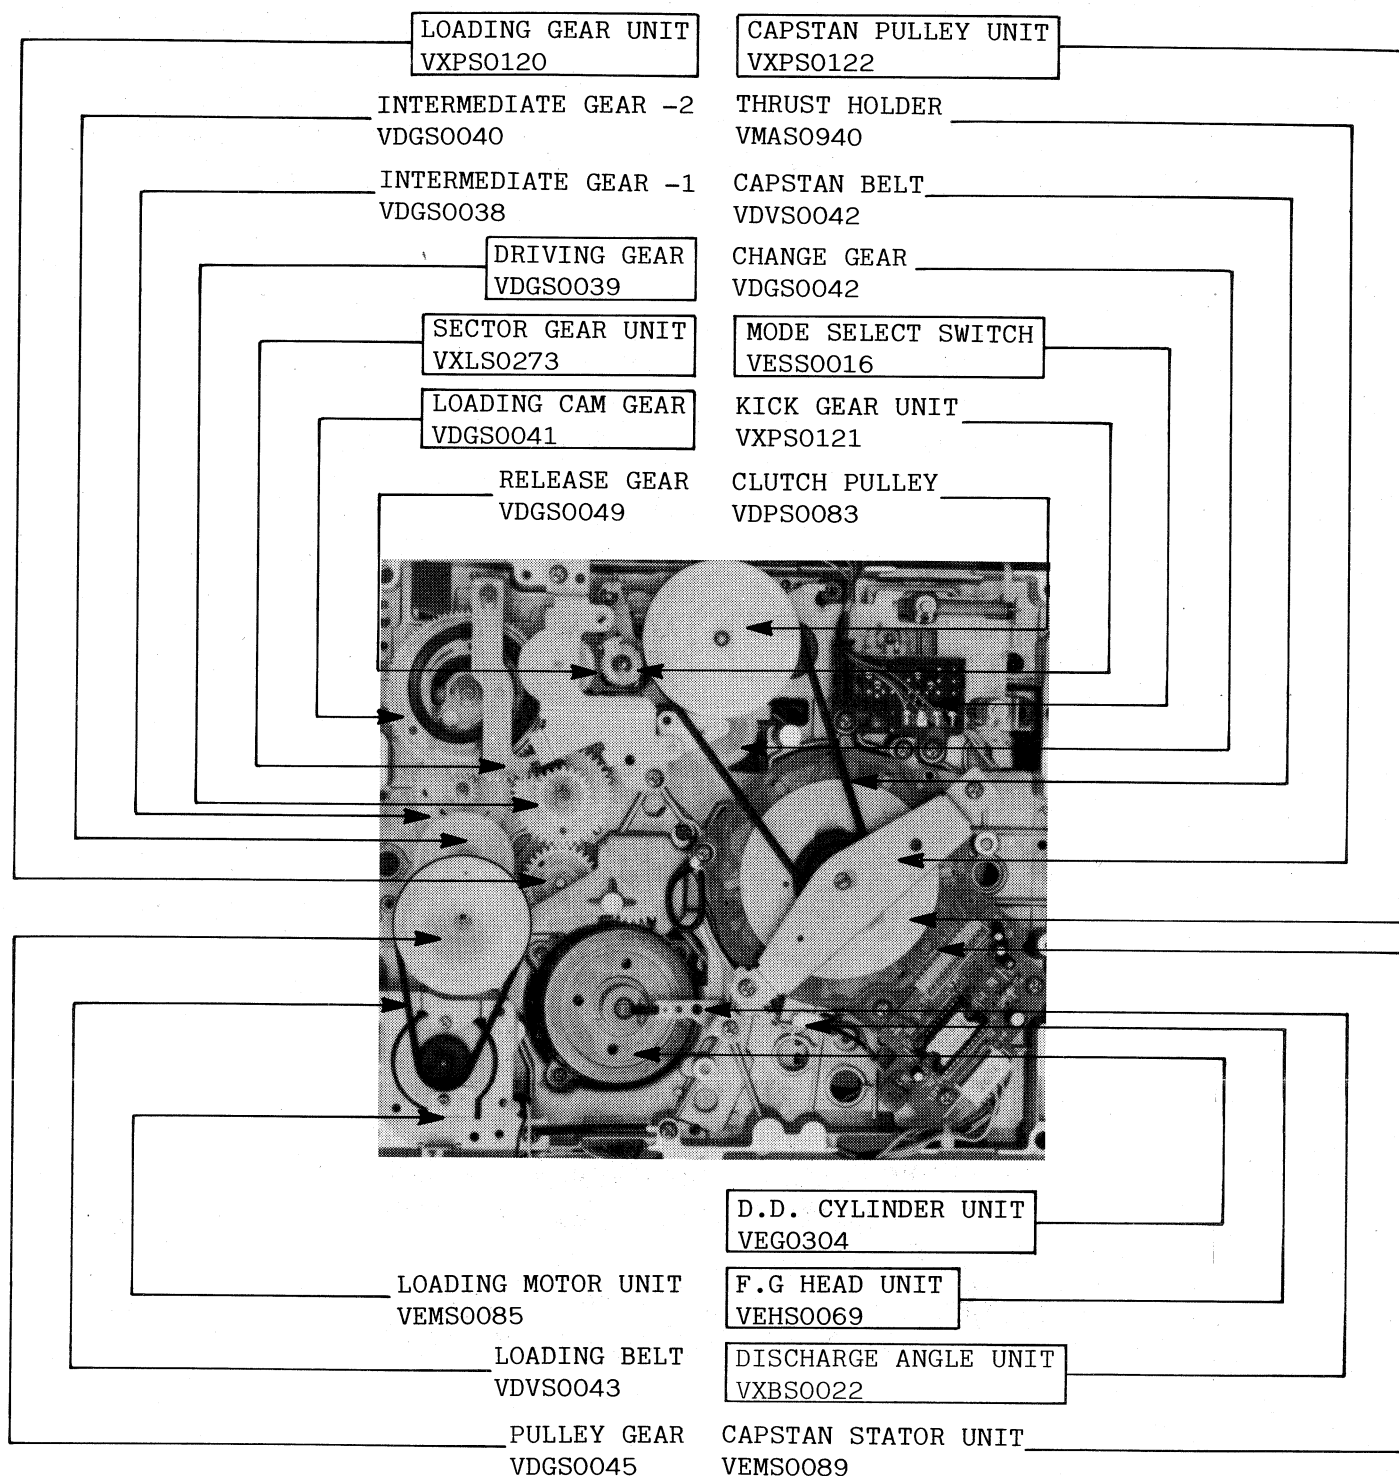 LOADING GEAR UNIT
VXPS0120
CAPSTAN PULLEY UNIT
VXPS0122
INTERMEDIATE GEAR -2
VDGS0040
THRUST HOLDER
VMAS0940
INTERMEDIATE GEAR -1
VDGS0038
CAPSTAN BELT
VDVS0042
DRIVING GEAR
VDGS0039
CHANGE GEAR
VDGS0042
SECTOR GEAR UNIT
VXLS0273
MODE SELECT SWITCH
VESS0016
LOADING CAM GEAR
VDGS0041
KICK GEAR UNIT
VXPS0121
RELEASE GEAR
VDGS0049
CLUTCH PULLEY
VDPS0083
D.D. CYLINDER UNIT
VEG0304
LOADING MOTOR UNIT
VEMS0085
F.G HEAD UNIT
VEHS0069
LOADING BELT
VDVS0043
DISCHARGE ANGLE UNIT
VXBS0022
PULLEY GEAR
VDGS0045
CAPSTAN STATOR UNIT
VEMS0089